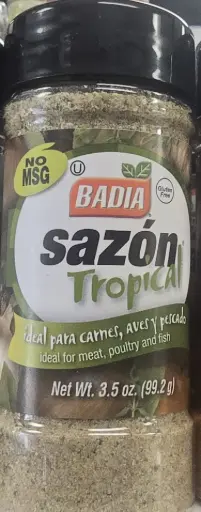 NO
MSG
U
BADIA
Gluten
Free
sazón
Tropical
ideal para carnes, aves y pescado
ideal for meat, poultry and fish
Net Wt. 3.5 oz. (99.2 g)